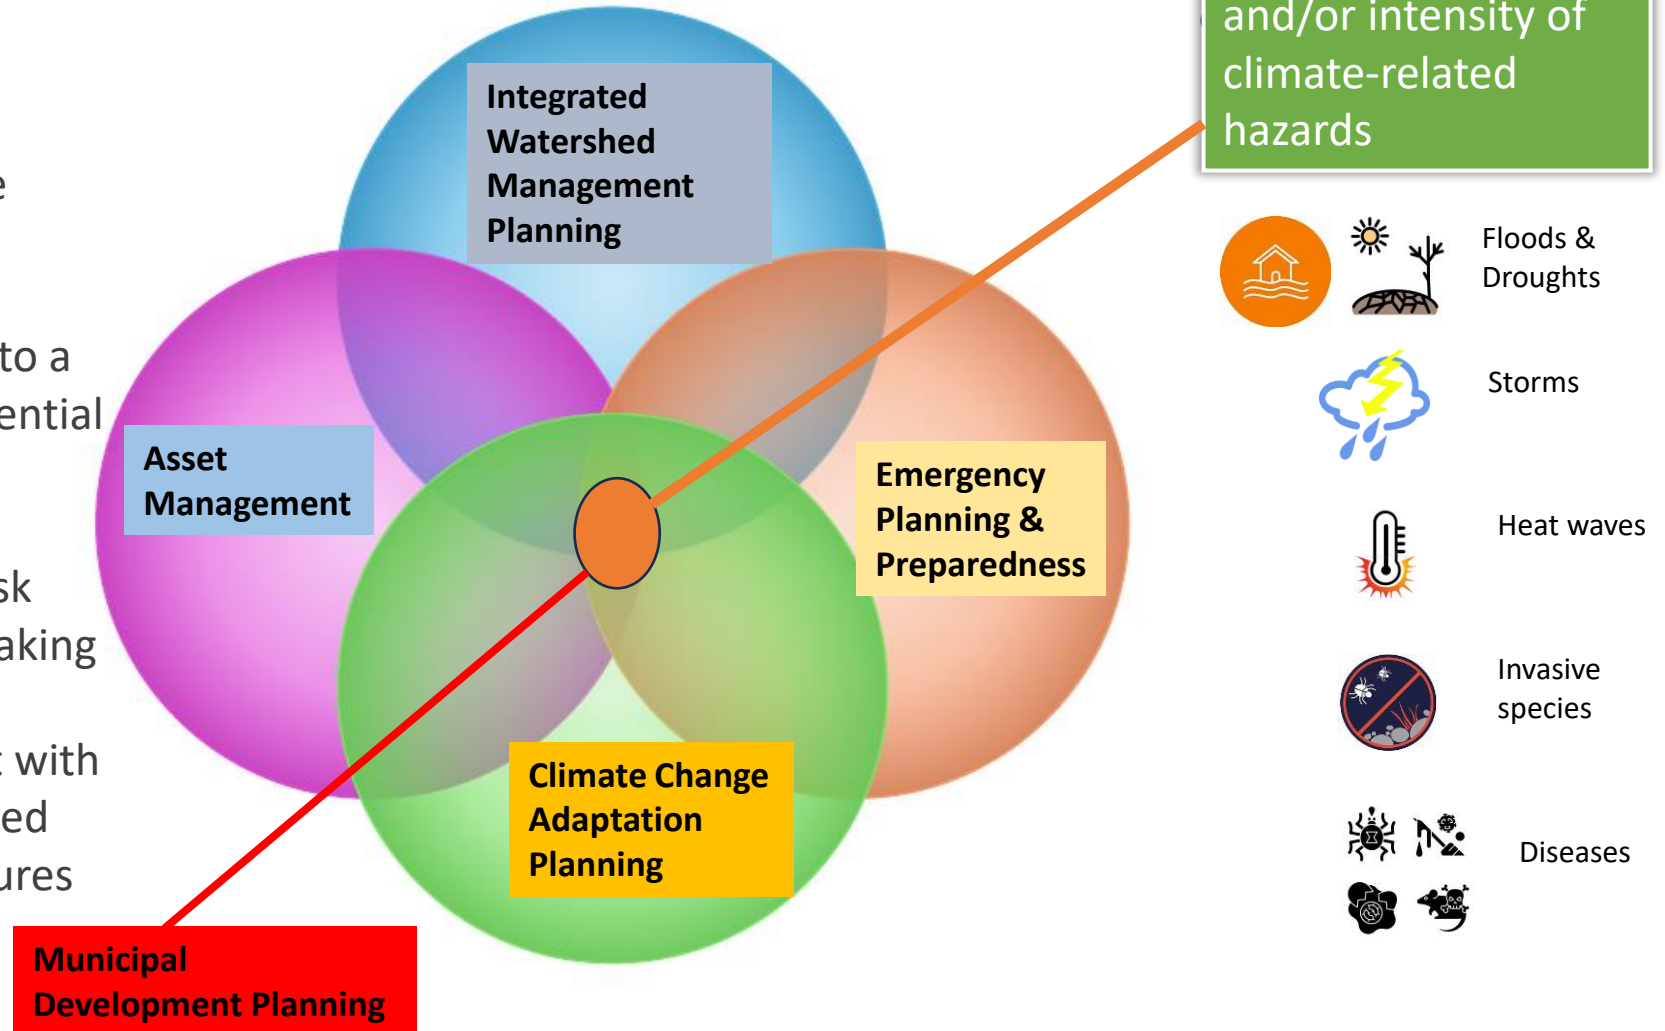 e
to a
ential
sk
aking
t with
ed
ures
Integrated
Watershed
Management
Planning
Asset
Management
Emergency
Planning &
Preparedness
Climate Change
Adaptation
Planning
Municipal
Development Planning
and/or intensity of
climate-related
hazards
Floods &
Droughts
Storms
Heat waves
Invasive
species
Diseases